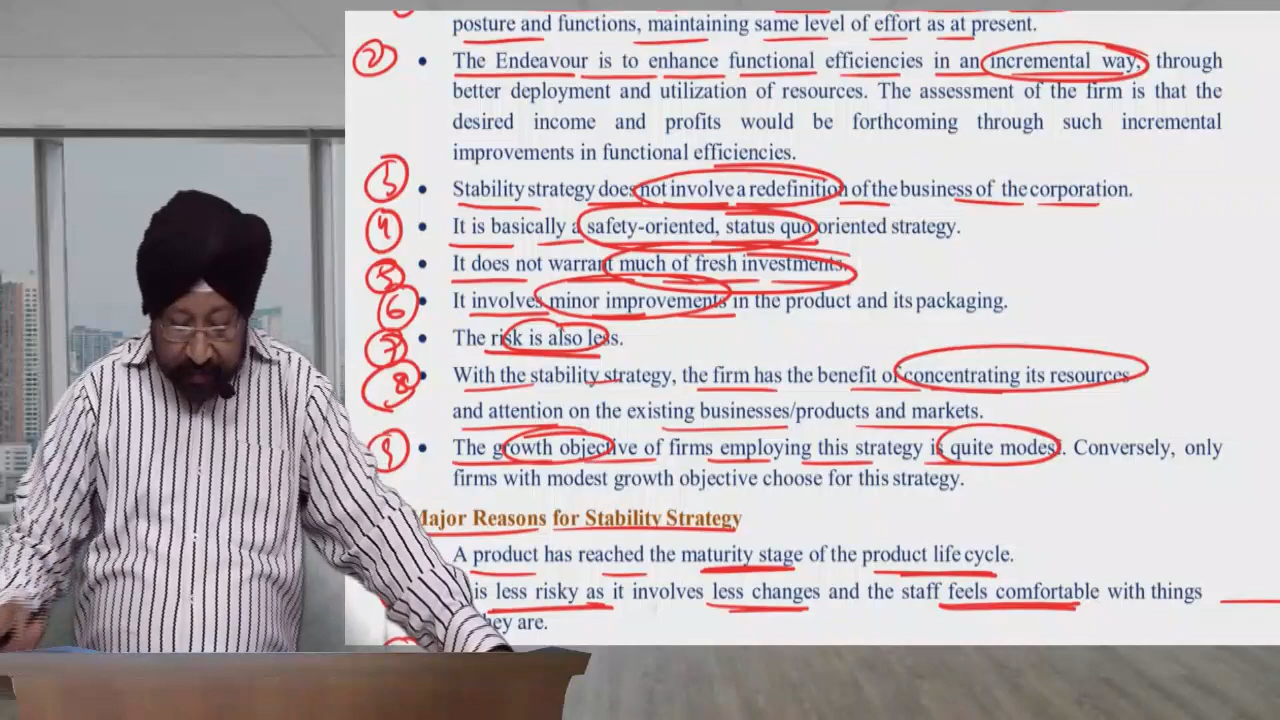 posture and functions, maintaining same level of effort as at present.
2 • The Endeavour is to enhance functional efficiencies in an incremental way, through
better deployment and utilization of resources. The assessment of the firm is that the
desired income and profits would be forthcoming through such incremental
improvements in functional efficiencies.
3 • Stability strategy does not involve a redefinition of the business of the corporation.
4 • It is basically a safety-oriented, status quo oriented strategy.
5 • It does not warrant much of fresh investments.
6 • It involves minor improvements in the product and its packaging.
7 • The risk is also less.
8 • With the stability strategy, the firm has the benefit of concentrating its resources
and attention on the existing businesses/products and markets.
9 • The growth objective of firms employing this strategy is quite modest. Conversely, only
firms with modest growth objective choose for this strategy.
Major Reasons for Stability Strategy
A product has reached the maturity stage of the product life cycle.
is less risky as it involves less changes and the staff feels comfortable with things
they are.